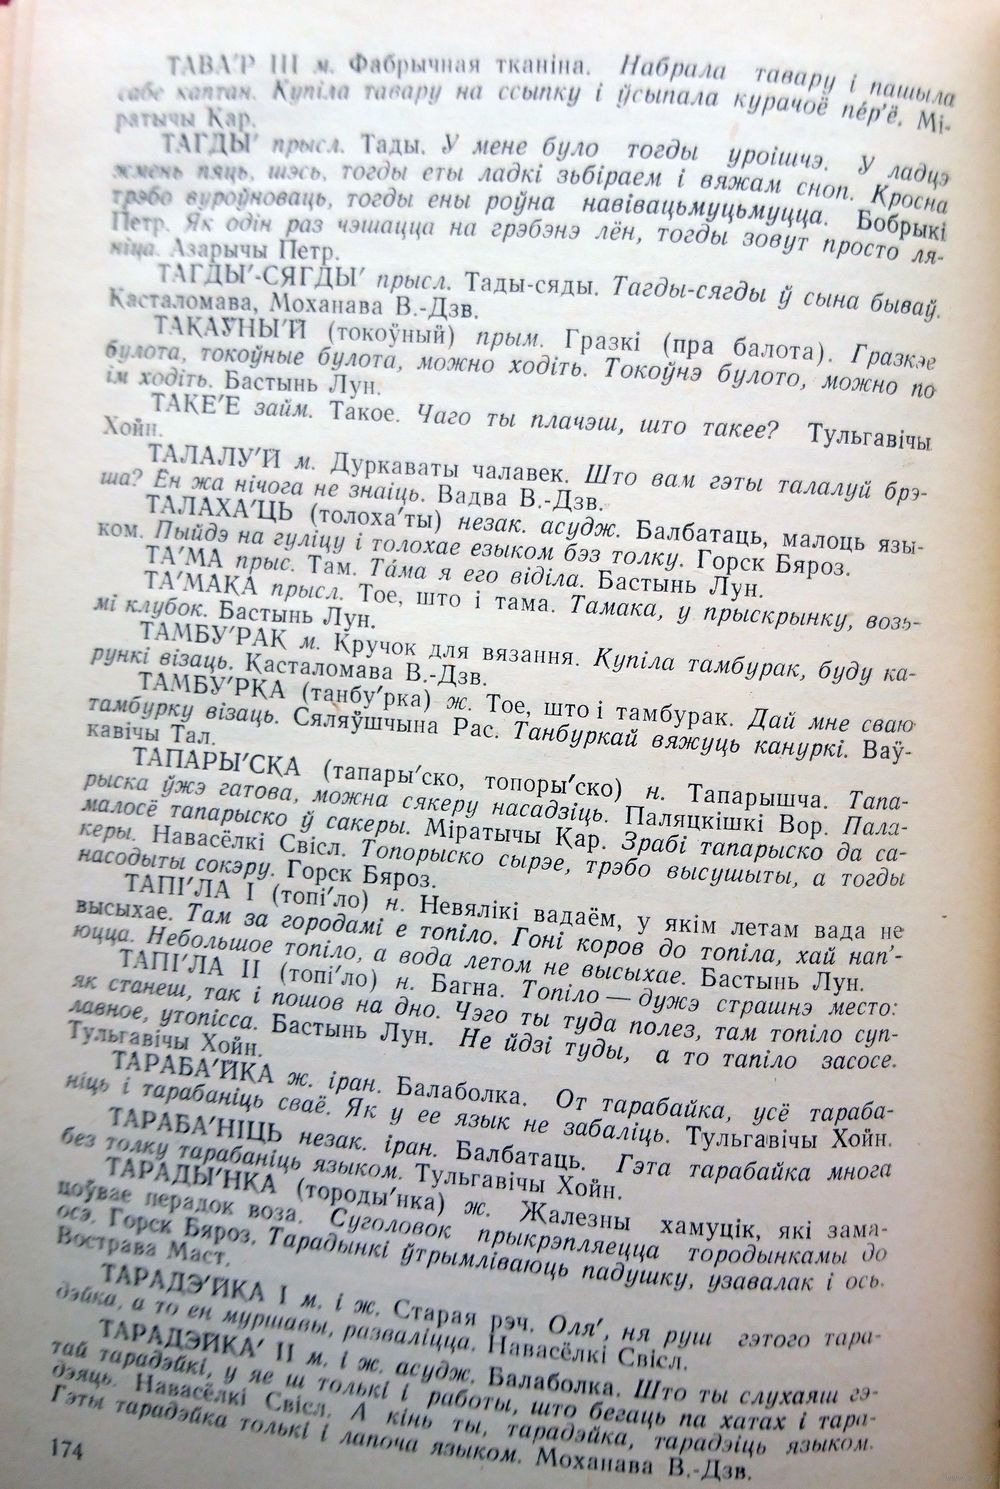 ТАВА′Р III м. Фабрычная тканіна. Набрала тавару і пашыла
сабе каптан. Купіла тавару на ссыпку і ўсыпала курачоё пе́р'ё. Мі-
ратычы Кар.
ТАГДЫ′ прысл. Тады. У мене було тогды уроішчэ. У ладцэ
жмень пяць, шэсь, тогды еты ладкі зьбіраем і вяжам сноп. Кросна
трэбо вуроўноваць, тогды ены роўна навівацьмуцьмуцца. Бобрыкі
Петр. Як одін раз чэшацца на грэбэнэ лён, тогды зовут просто ля-
ніца. Азарычы Петр.
ТАГДЫ′-СЯГДЫ′ прысл. Тады-сяды. Тагды-сягды ў сына бываў.
Касталомава, Моханава В.-Дзв.
ТАКАЎНЫ′Й (токоўный) прым. Гразкі (пра балота). Гразкэе
булота, токоўные булота, можно ходіть. Токоўнэ булото, можно по
ім ходіть. Бастынь Лун.
ТАКЕ′Е займ. Такое. Чаго ты плачэш, што такее? Тульгавічы
Хойн.
ТАЛАЛУ′Й м. Дуркаваты чалавек. Што вам гэты талалуй брэ-
ша? Ён жа нічога не знаіць. Вадва В.-Дзв.
ТАЛАХА′ЦЬ (толоха′ты) незак. асудж. Балбатаць, малоць язы-
ком. Пыйдэ на гуліцу і толохае езыком бэз толку. Горск Бяроз.
ТА′МА прыс. Там. Та́ма я его віділа. Бастынь Лун.
ТА′МАКА прысл. Тое, што і тама. Тамака, у прыскрынку, возь-
мі клубок. Бастынь Лун.
ТАМБУ′РАК м. Кручок для вязання. Купіла тамбурак, буду ка-
рункі візаць. Касталомава В.-Дзв.
ТАМБУ′РКА (танбу′рка) ж. Тое, што і тамбурак. Дай мне сваю
тамбурку візаць. Сяляўшчына Рас. Танбуркай вяжуць кануркі. Ваў-
кавічы Тал.
ТАПАРЫ′СКА (тапары′ско, топоры′ско) н. Тапарышча. Тапа-
рыска ўжэ гатова, можна сякеру насадзіць. Паляцкішкі Вор. Пала-
малосё тапарыско ў сакеры. Міратычы Кар. Зрабі тапарыско да са-
керы. Навасёлкі Свісл. Топорыско сырэе, трэбо высушыты, а тогды
насодыты сокэру. Горск Бяроз.
ТАПІ′ЛА I (топі′ло) н. Невялікі вадаём, у якім летам вада не
высыхае. Там за городамі е топіло. Гоні коров до топіла, хай нап'-
юцца. Небольшое топіло, а вода летом не высыхае. Бастынь Лун.
ТАПІ′ЛА II (топі′ло) н. Багна. Топіло — дужэ страшнэ место:
як станеш, так і пошов на дно. Чэго ты туда полез, там топіло суп-
лавное, утопісса. Бастынь Лун. Не йдзі туды, а то тапіло засосе.
Тульгавічы Хойн.
ТАРАБА′ЙКА ж. іран. Балаболка. От тарабайка, усё тараба-
ніць і тарабаніць сваё. Як у ее язык не забаліць. Тульгавічы Хойн.
ТАРАБА′НІЦЬ незак. іран. Балбатаць. Гэта тарабайка многа
без толку тарабаніць языком. Тульгавічы Хойн.
ТАРАДЫ′НКА (тороды′нка) ж. Жалезны хамуцік, які зама-
цоўвае перадок воза. Суголовок прыкрэпляецца тородынкамы до
осэ. Горск Бяроз. Тарадынкі ўтрымліваюць падушку, узавалак і ось.
Вострава Маст.
ТАРАДЭ′ЙКА I м. і ж. Старая рэч. Оля′, ня руш гэтого тара-
дэйка, а то ен муршавы, разваліцца. Навасёлкі Свісл.
ТАРАДЭЙКА′ II м. і ж. асудж. Балаболка. Што ты слухаяш гэ-
тай тарадэйкі, у яе ш толькі і работы, што бегаць па хатах і тара-
дзяць. Навасёлкі Свісл. А кінь ты, тарадэйка, тарадэіць языком.
Гэты тарадэйка толькі і лапоча языком. Моханава В.-Дзв.
174